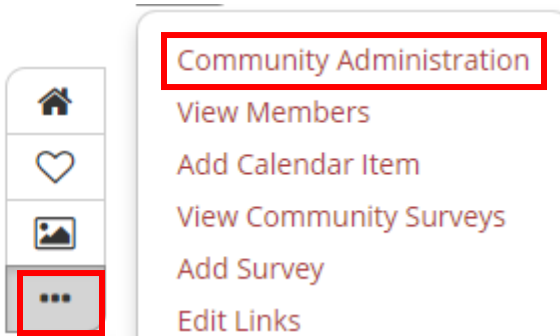 Community Administration
View Members
Add Calendar Item
View Community Surveys
Add Survey
Edit Links